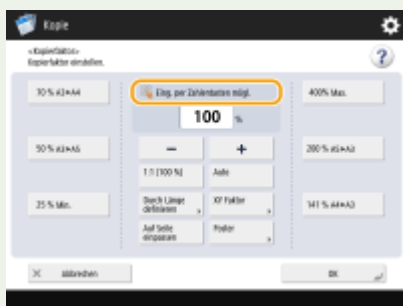 Kopie
<Kopierfaktor>
Kopierfaktor einstellen.
70 % A3➔A4
Eing. per Zahlentasten mögl.
400% Max.
100 %
50 % A3➔A5
−
+
200 % A5➔A3
1:1 (100 %)
Auto
25 % Min.
Durch Länge
definieren
XY Faktor
141 % A4➔A3
Auf Seite
einpassen
Poster
Abbrechen
OK